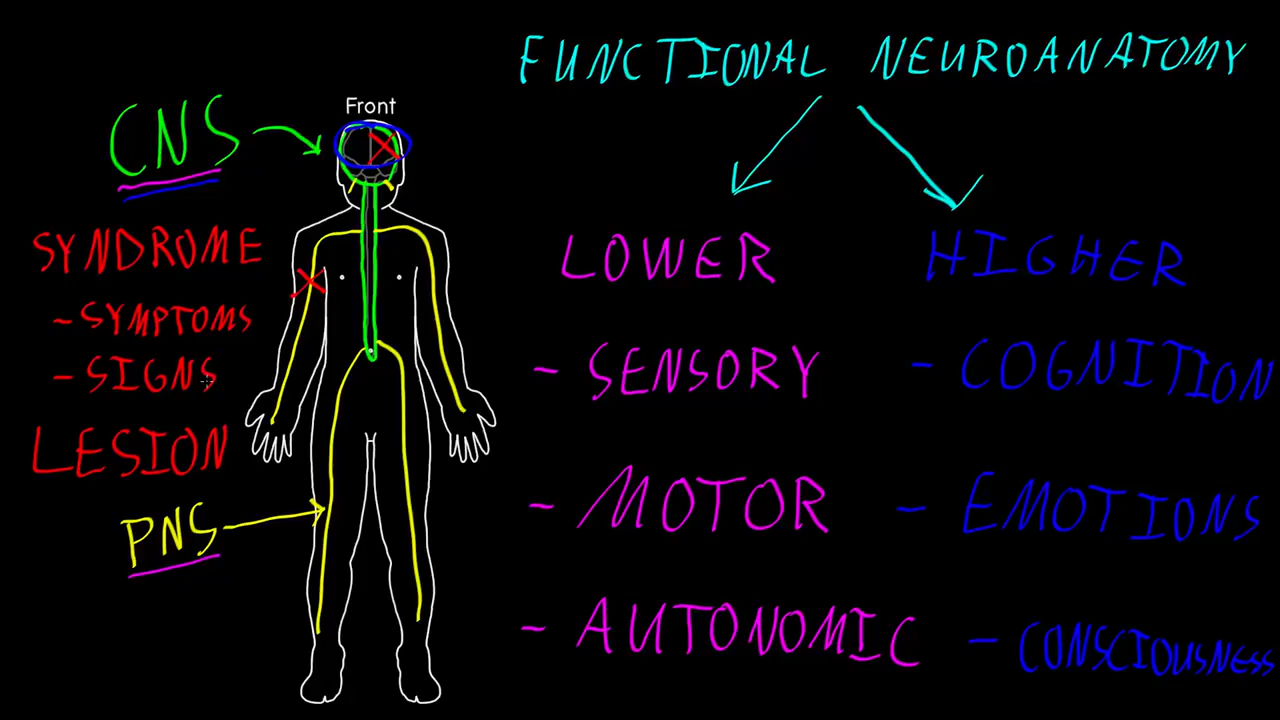 FUNCTIONAL NEUROANATOMY
Front
CNS
SYNDROME
- SYMPTOMS
- SIGNS
LESION
PNS
LOWER
- SENSORY
- MOTOR
- AUTONOMIC
HIGHER
- COGNITION
- EMOTIONS
- CONSCIOUSNESS